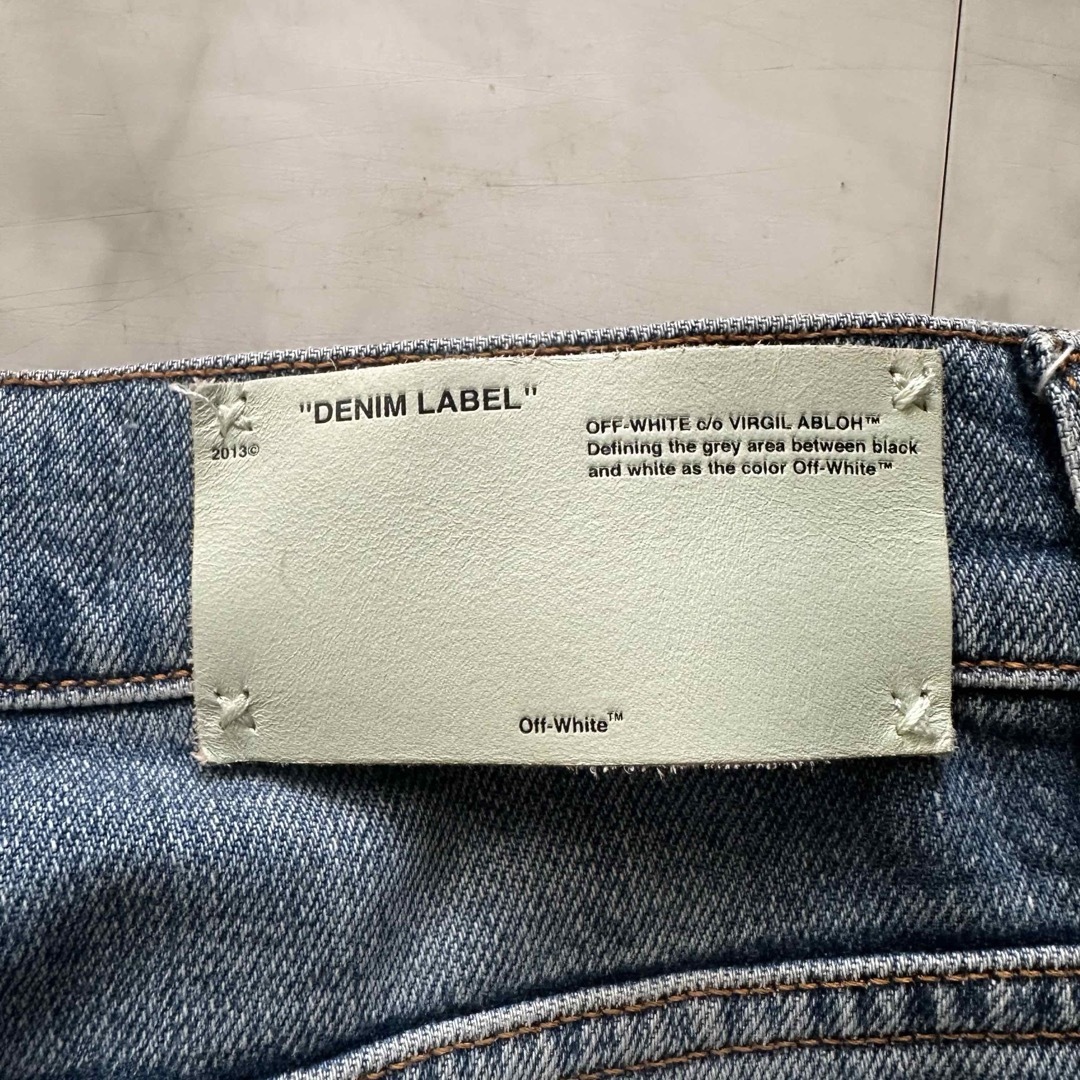 "DENIM LABEL"
2013©
OFF-WHITE c/o VIRGIL ABLOH™
Defining the grey area between black
and white as the color Off-White™
Off-White™